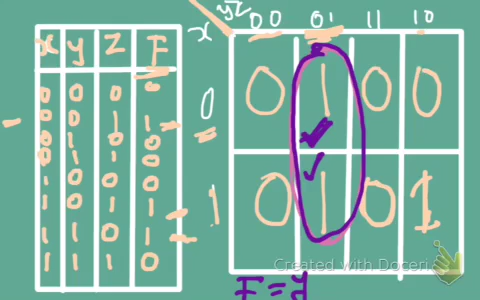 x y z F
0 0 0 0
0 0 1 1
0 1 0 0
0 1 1 0
1 0 0 0
1 0 1 1
1 1 0 1
1 1 1 0
yz 00 01 11 10
x
0 0 1 0 0
1 0 1 0 1
Created with Doceri
F=y